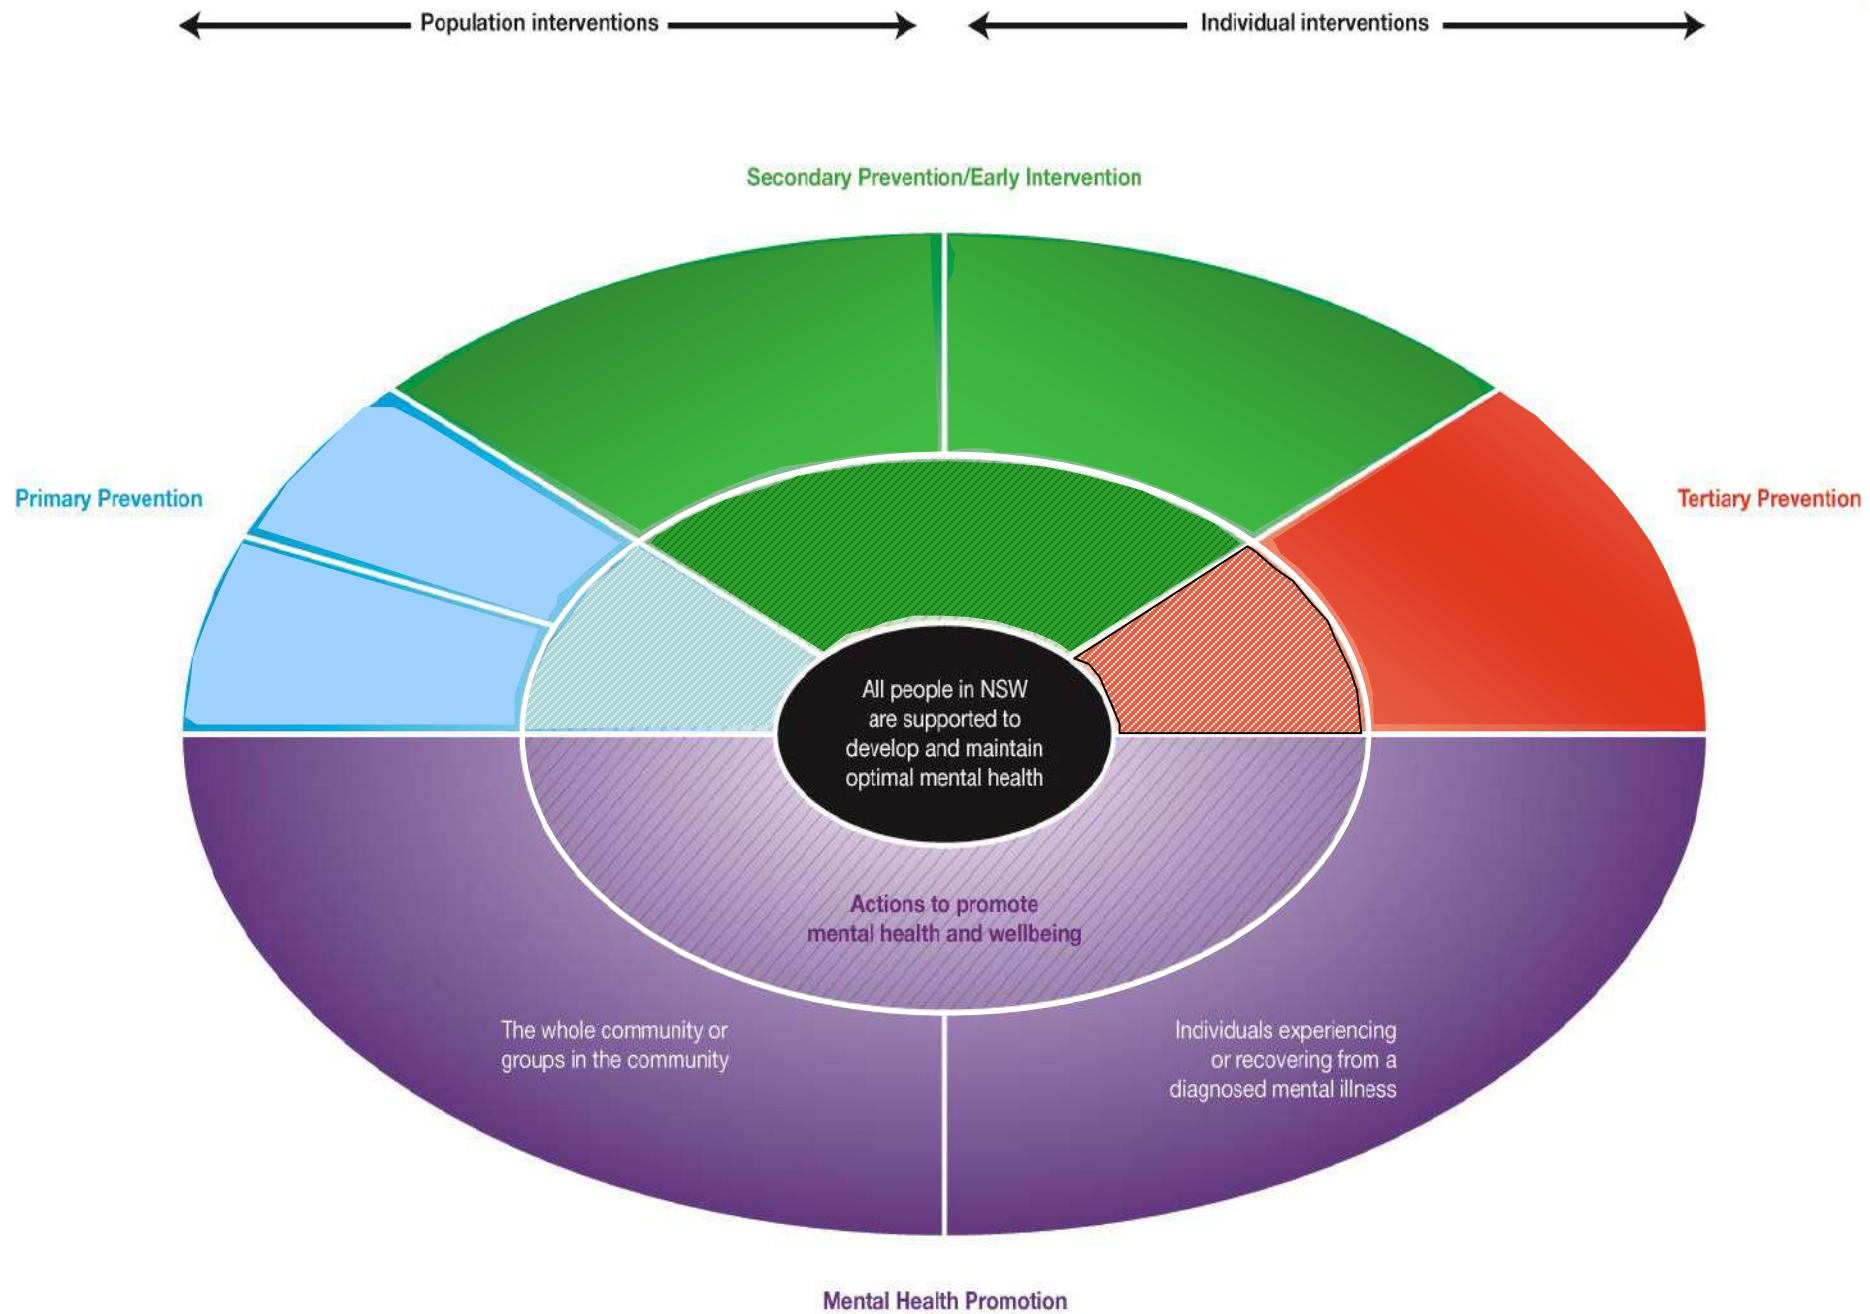 Population interventions
Individual interventions
Secondary Prevention/Early Intervention
Primary Prevention
Tertiary Prevention
All people in NSW
are supported to
develop and maintain
optimal mental health
Actions to promote
mental health and wellbeing
The whole community or
groups in the community
Individuals experiencing
or recovering from a
diagnosed mental illness
Mental Health Promotion